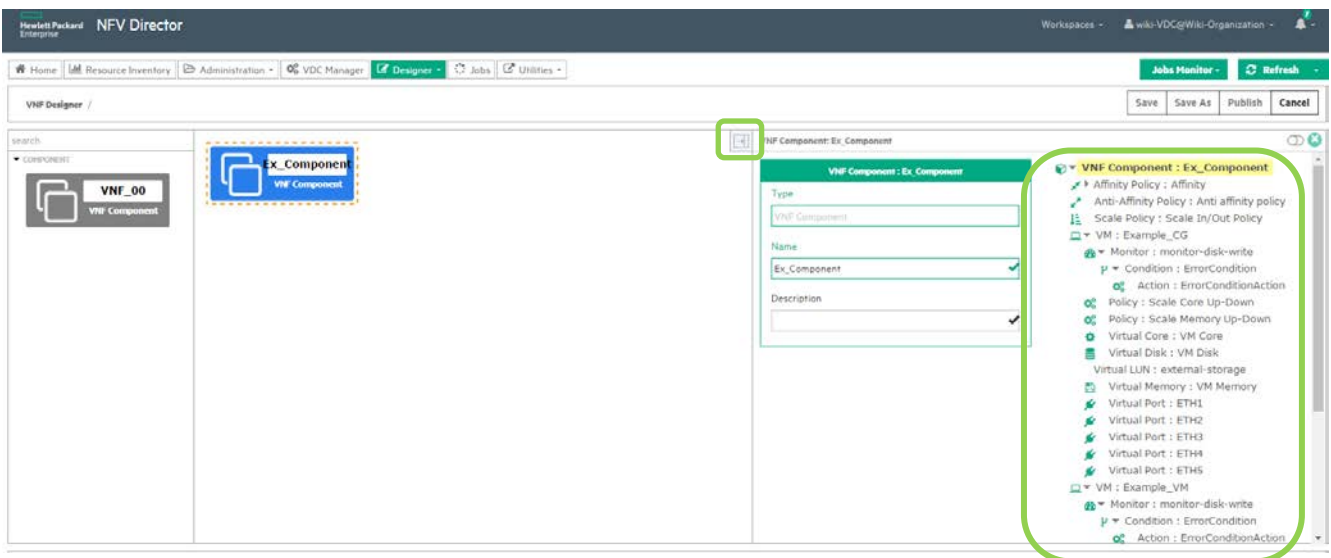 Hewlett Packard
Enterprise
NFV Director
Workspaces
wiki-VDC@Wiki-Organization
Home
Resource Inventory
Administration
VDC Manager
Designer
Jobs
Utilities
Jobs Monitor
Refresh
VNF Designer /
Save
Save As
Publish
Cancel
search
COMPONENT
VNF_00
VNF Component
Ex_Component
VNF Component
VNF Component: Ex_Component
VNF Component : Ex_Component
Type
VNF Component
Name
Ex_Component
Description
VNF Component : Ex_Component
Affinity Policy : Affinity
Anti-Affinity Policy : Anti affinity policy
Scale Policy : Scale In/Out Policy
VM : Example_CG
Monitor : monitor-disk-write
Condition : ErrorCondition
Action : ErrorConditionAction
Policy : Scale Core Up-Down
Policy : Scale Memory Up-Down
Virtual Core : VM Core
Virtual Disk : VM Disk
Virtual LUN : external-storage
Virtual Memory : VM Memory
Virtual Port : ETH1
Virtual Port : ETH2
Virtual Port : ETH3
Virtual Port : ETH4
Virtual Port : ETH5
VM : Example_VM
Monitor : monitor-disk-write
Condition : ErrorCondition
Action : ErrorConditionAction